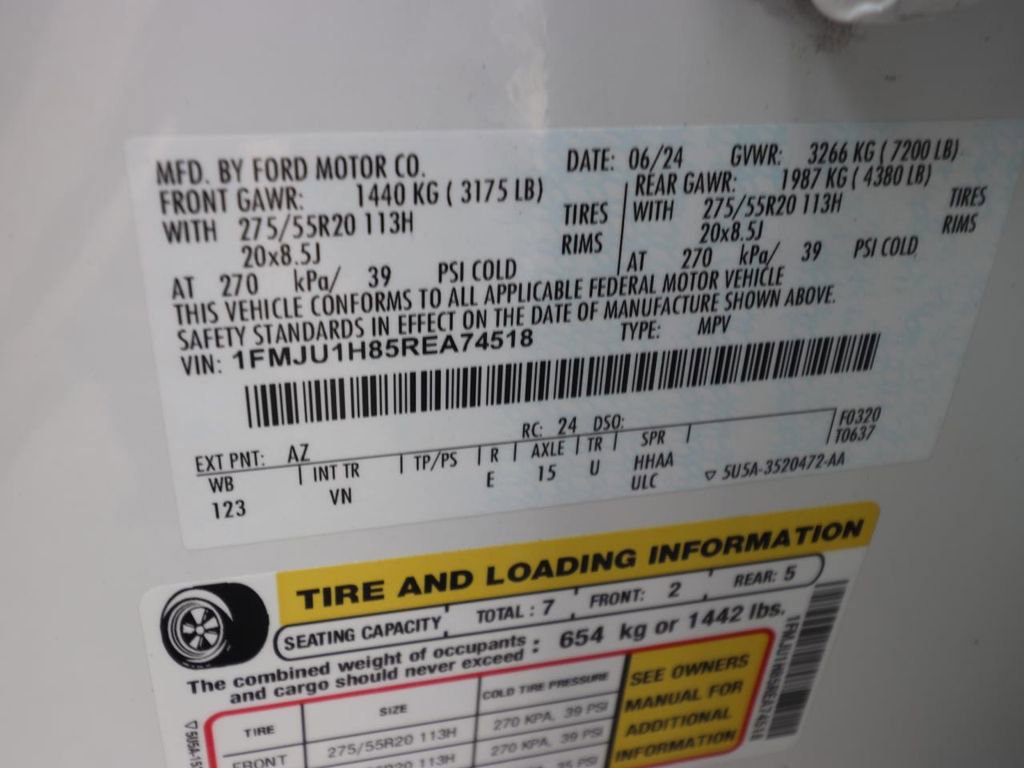 MFD. BY FORD MOTOR CO. DATE: 06/24 GVWR: 3266 KG ( 7200 LB)
FRONT GAWR: 1440 KG ( 3175 LB) REAR GAWR: 1987 KG ( 4380 LB)
WITH 275/55R20 113H TIRES WITH 275/55R20 113H TIRES
20x8.5J RIMS 20x8.5J RIMS
AT 270 kPa/ 39 PSI COLD AT 270 kPa/ 39 PSI COLD
THIS VEHICLE CONFORMS TO ALL APPLICABLE FEDERAL MOTOR VEHICLE
SAFETY STANDARDS IN EFFECT ON THE DATE OF MANUFACTURE SHOWN ABOVE.
VIN: 1FMJU1H85REA74518 TYPE: MPV
EXT PNT: AZ RC: 24 DSO: F0320
WB INT TR TP/PS R AXLE TR SPR T0637
123 VN E 15 U HHAA
ULC 5U5A-3520472-AA
TIRE AND LOADING INFORMATION
SEATING CAPACITY TOTAL : 7 FRONT: 2 REAR: 5
The combined weight of occupants : 654 kg or 1442 lbs.
and cargo should never exceed
TIRE SIZE COLD TIRE PRESSURE
FRONT 275/55R20 113H 270 KPA, 39 PSI
113H 270 KPA, 39 PSI
35 PSI
SEE OWNERS
MANUAL FOR
ADDITIONAL
INFORMATION
1FMJU1H85REA74518